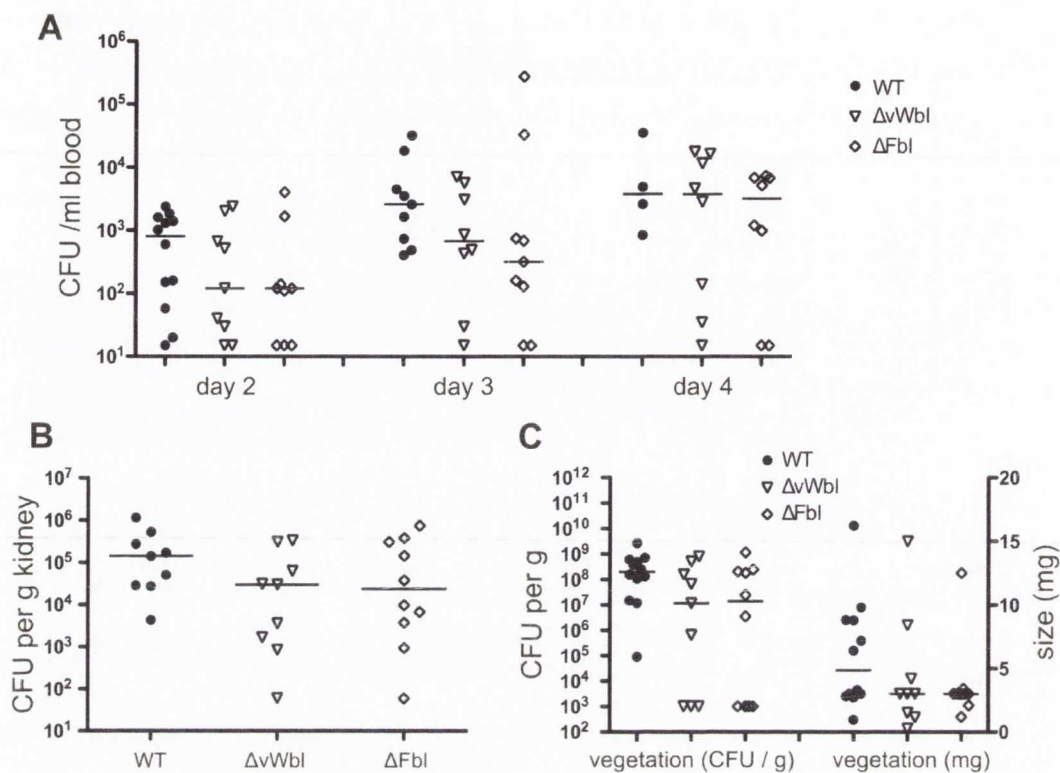 A
CFU /ml blood
10⁶
10⁵
10⁴
10³
10²
10¹
day 2
day 3
day 4
WT
ΔvWbl
ΔFbl
B
CFU per g kidney
10⁷
10⁶
10⁵
10⁴
10³
10²
10¹
WT
ΔvWbl
ΔFbl
C
WT
ΔvWbl
ΔFbl
CFU per g
10¹²
10¹¹
10¹⁰
10⁹
10⁸
10⁷
10⁶
10⁵
10⁴
10³
10²
20
15
10
5
0
size (mg)
vegetation (CFU / g)
vegetation (mg)